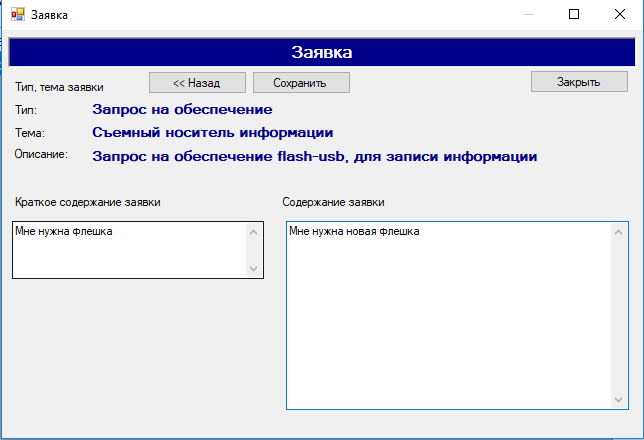 Заявка
Заявка
Тип, тема заявки
<< Назад
Сохранить
Закрыть
Тип: Запрос на обеспечение
Тема: Съемный носитель информации
Описание: Запрос на обеспечение flash-usb, для записи информации
Краткое содержание заявки
Содержание заявки
Мне нужна флешка
Мне нужна новая флешка